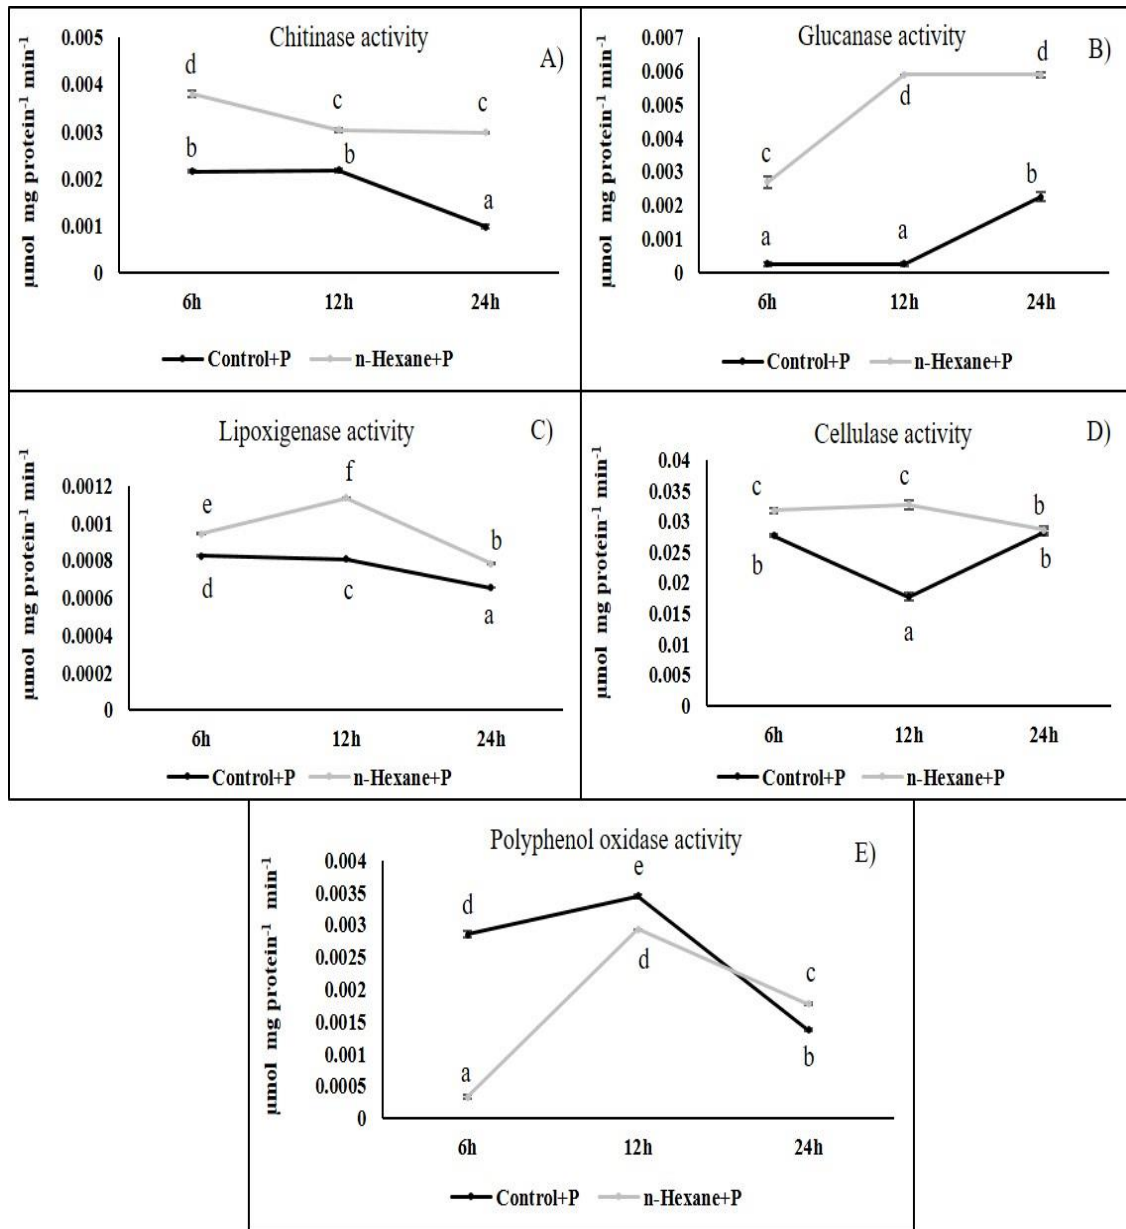 Chitinase activity
A)
µmol mg protein⁻¹ min⁻¹
0.005
0.004
0.003
0.002
0.001
0
d
c
c
b
b
a
6h 12h 24h
Control+P n-Hexane+P
Glucanase activity
B)
µmol mg protein⁻¹ min⁻¹
0.007
0.006
0.005
0.004
0.003
0.002
0.001
0
d
d
c
b
a
a
6h 12h 24h
Control+P n-Hexane+P
Lipoxigenase activity
C)
µmol mg protein⁻¹ min⁻¹
0.0012
0.001
0.0008
0.0006
0.0004
0.0002
0
f
e
b
d
c
a
6h 12h 24h
Control+P n-Hexane+P
Cellulase activity
D)
µmol mg protein⁻¹ min⁻¹
0.04
0.035
0.03
0.025
0.02
0.015
0.01
0.005
0
c
c
b
b
b
a
6h 12h 24h
Control+P n-Hexane+P
Polyphenol oxidase activity
E)
µmol mg protein⁻¹ min⁻¹
0.004
0.0035
0.003
0.0025
0.002
0.0015
0.001
0.0005
0
e
d
d
c
b
a
6h 12h 24h
Control+P n-Hexane+P